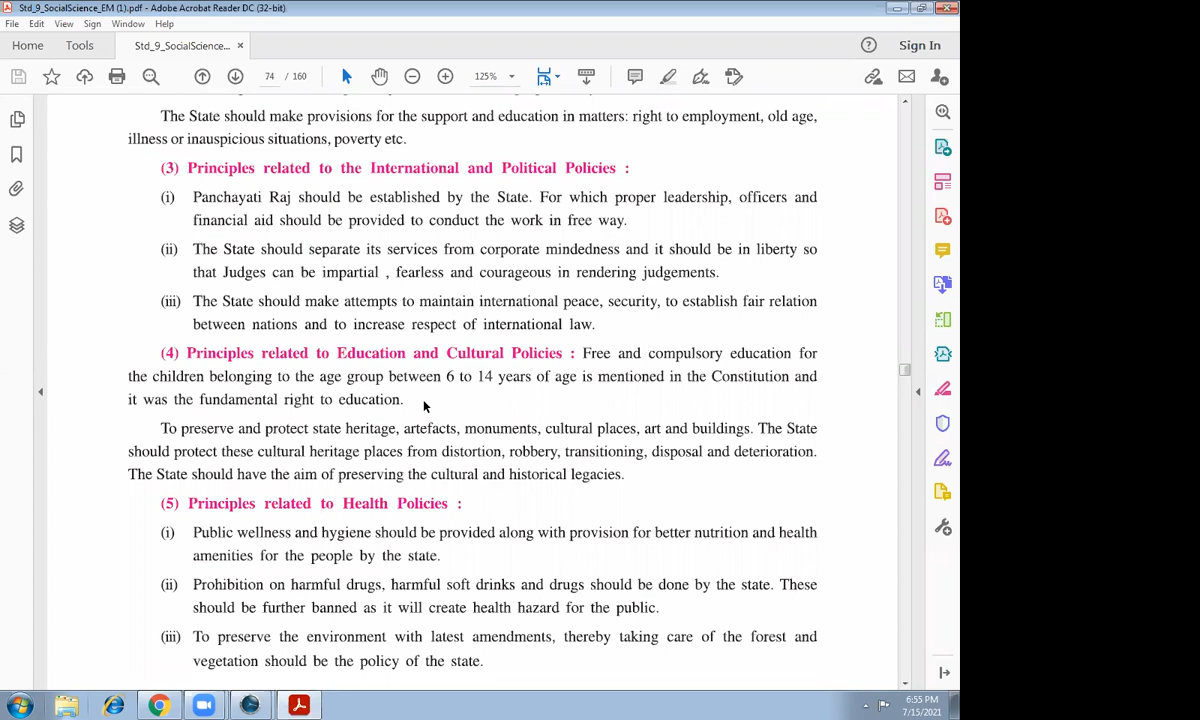 Std_9_SocialScience_EM (1).pdf - Adobe Acrobat Reader DC (32-bit)
File Edit View Sign Window Help
Home Tools Std_9_SocialScience... × Sign In
74 / 160 125%
The State should make provisions for the support and education in matters: right to employment, old age,
illness or inauspicious situations, poverty etc.
(3) Principles related to the International and Political Policies :
(i) Panchayati Raj should be established by the State. For which proper leadership, officers and
financial aid should be provided to conduct the work in free way.
(ii) The State should separate its services from corporate mindedness and it should be in liberty so
that Judges can be impartial , fearless and courageous in rendering judgements.
(iii) The State should make attempts to maintain international peace, security, to establish fair relation
between nations and to increase respect of international law.
(4) Principles related to Education and Cultural Policies : Free and compulsory education for
the children belonging to the age group between 6 to 14 years of age is mentioned in the Constitution and
it was the fundamental right to education.
To preserve and protect state heritage, artefacts, monuments, cultural places, art and buildings. The State
should protect these cultural heritage places from distortion, robbery, transitioning, disposal and deterioration.
The State should have the aim of preserving the cultural and historical legacies.
(5) Principles related to Health Policies :
(i) Public wellness and hygiene should be provided along with provision for better nutrition and health
amenities for the people by the state.
(ii) Prohibition on harmful drugs, harmful soft drinks and drugs should be done by the state. These
should be further banned as it will create health hazard for the public.
(iii) To preserve the environment with latest amendments, thereby taking care of the forest and
vegetation should be the policy of the state.
6:55 PM
7/15/2021